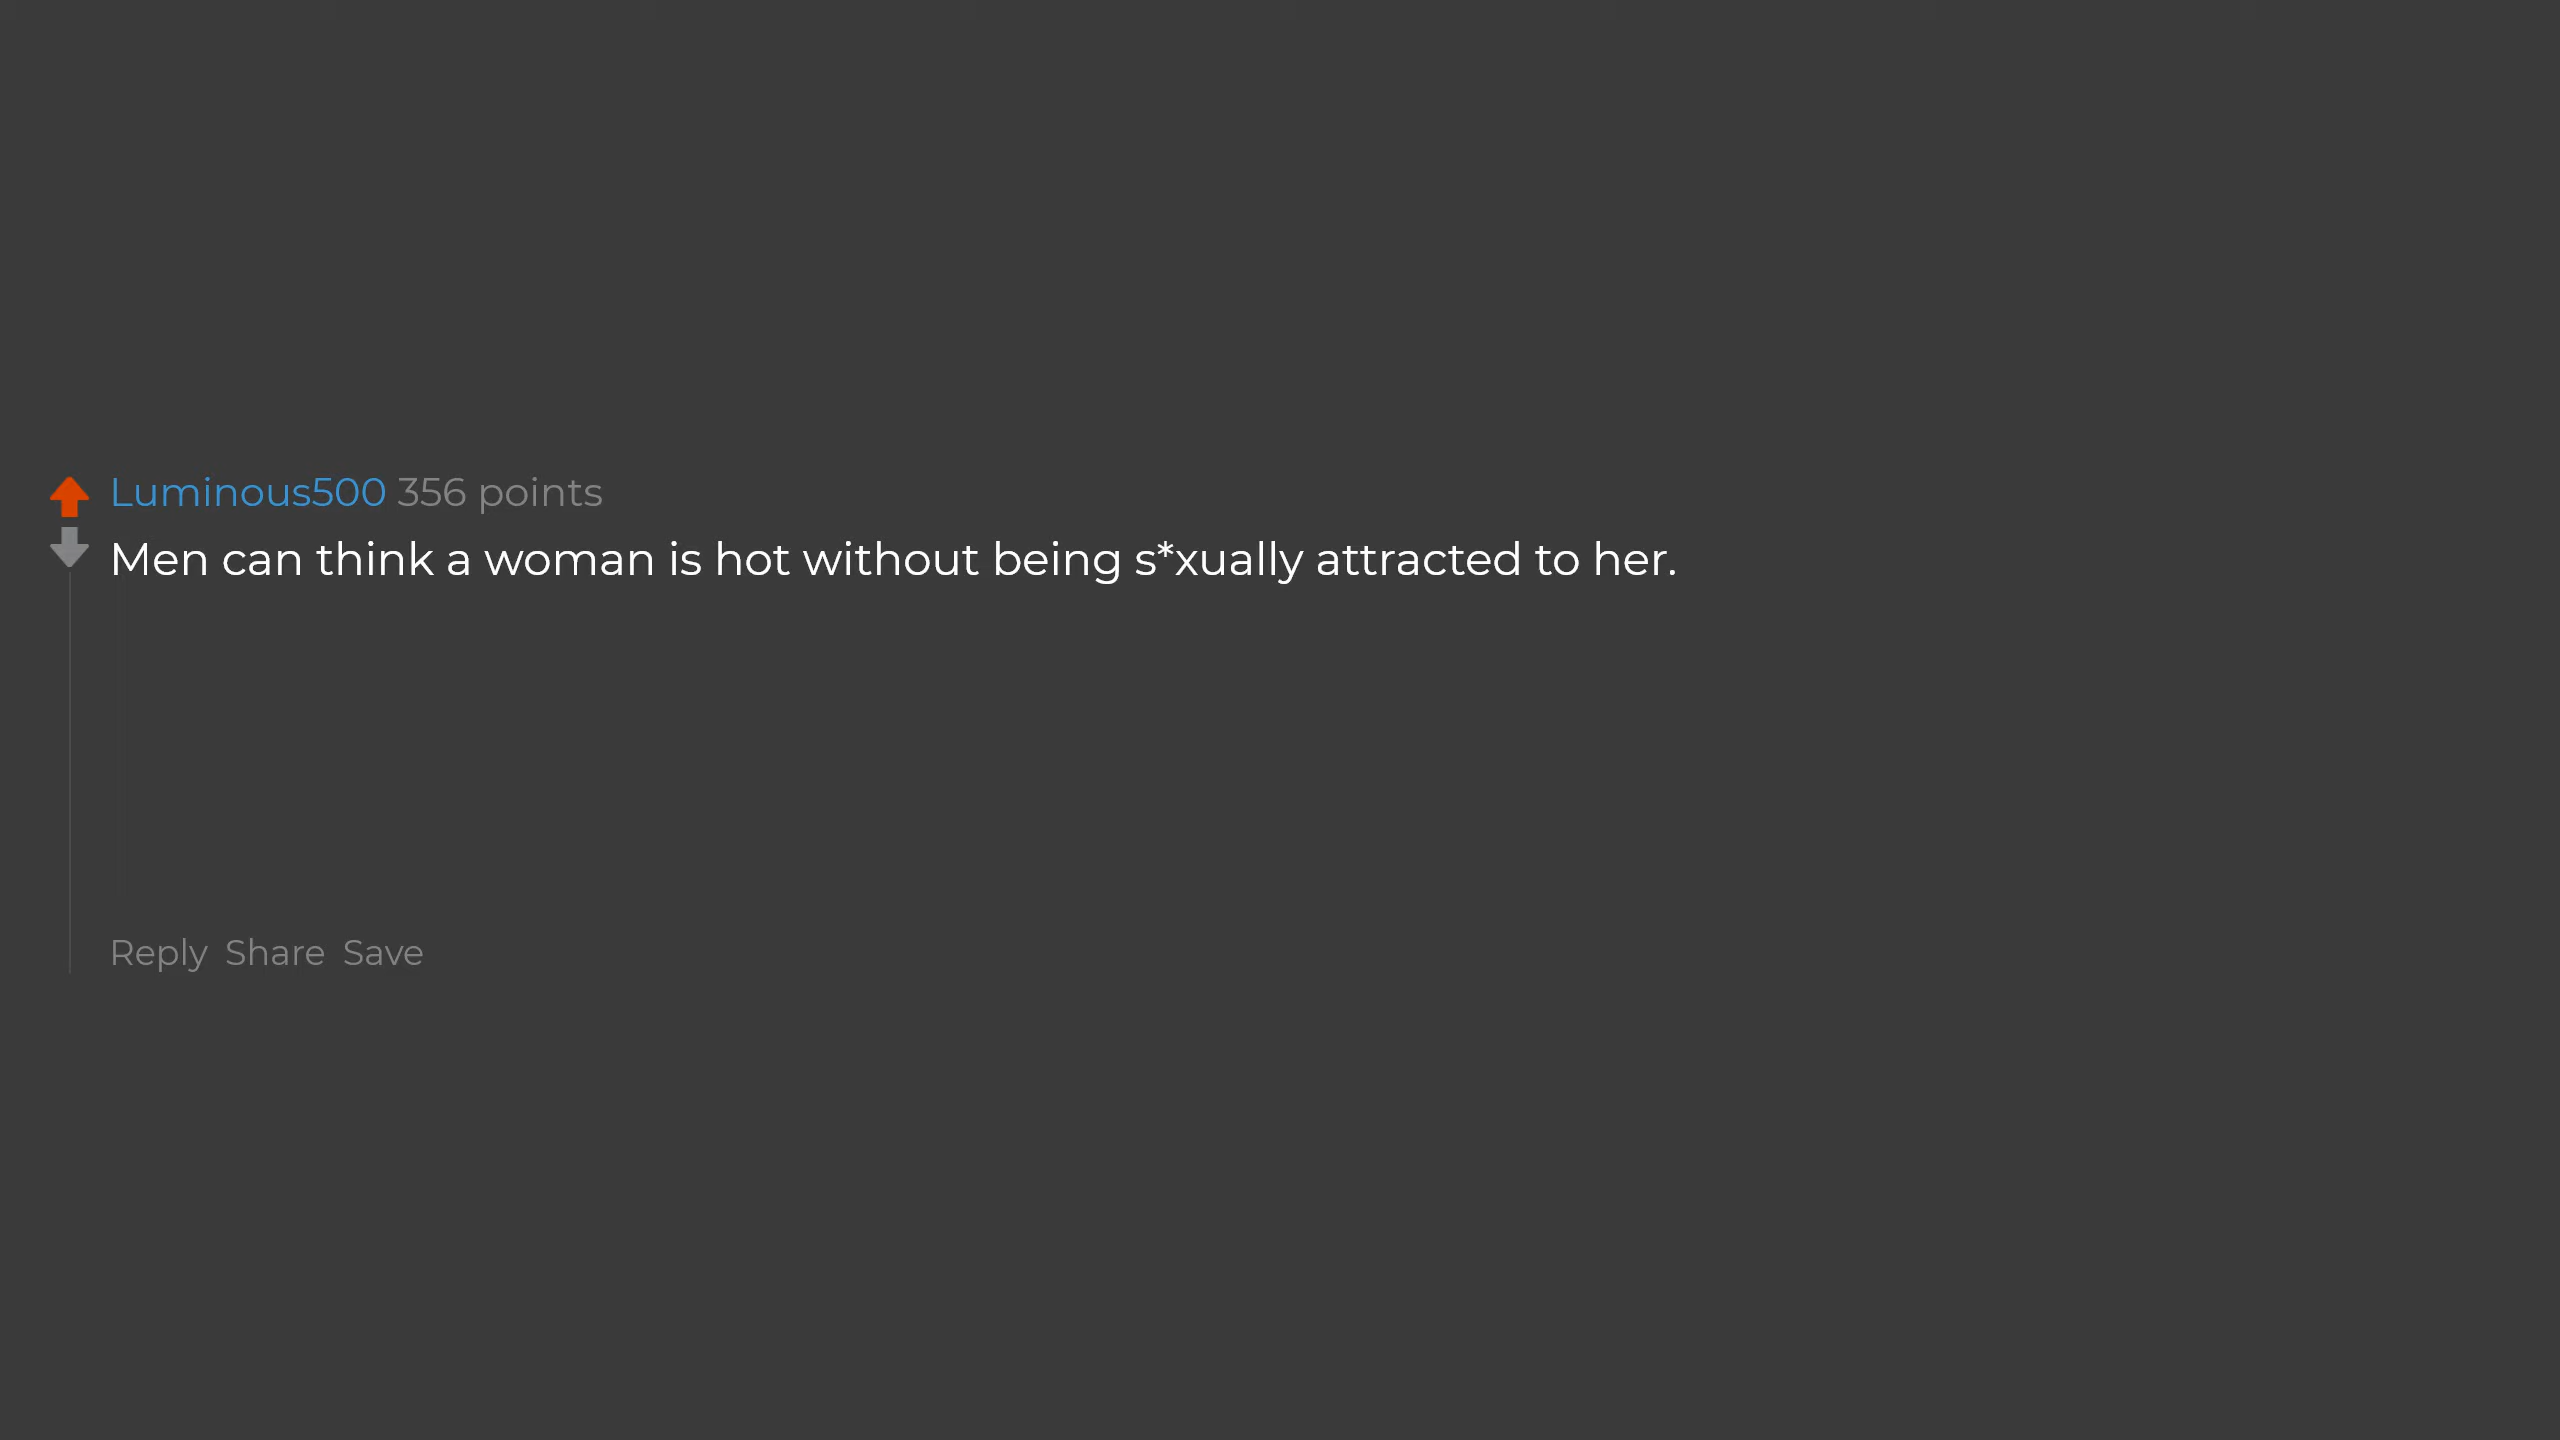 Luminous500 356 points
Men can think a woman is hot without being s*xually attracted to her.
Reply Share Save